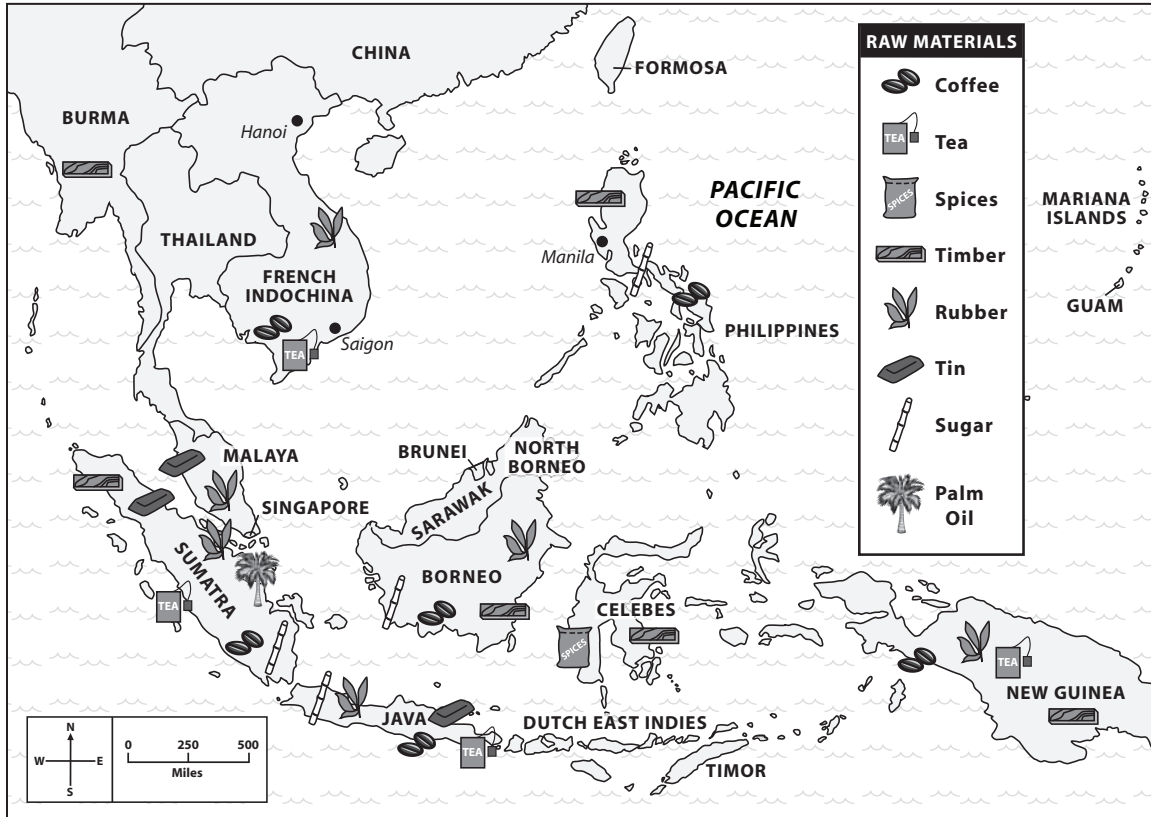 CHINA
FORMOSA
BURMA
Hanoi
PACIFIC
OCEAN
MARIANA
ISLANDS
THAILAND
Manila
FRENCH
INDOCHINA
GUAM
PHILIPPINES
Saigon
TEA
MALAYA
BRUNEI
NORTH
BORNEO
SARAWAK
SINGAPORE
SUMATRA
BORNEO
TEA
CELEBES
SPICES
TEA
NEW GUINEA
JAVA
DUTCH EAST INDIES
TEA
TIMOR
RAW MATERIALS
Coffee
TEA
Tea
SPICES
Spices
Timber
Rubber
Tin
Sugar
Palm
Oil
N
W E
S
0 250 500
Miles